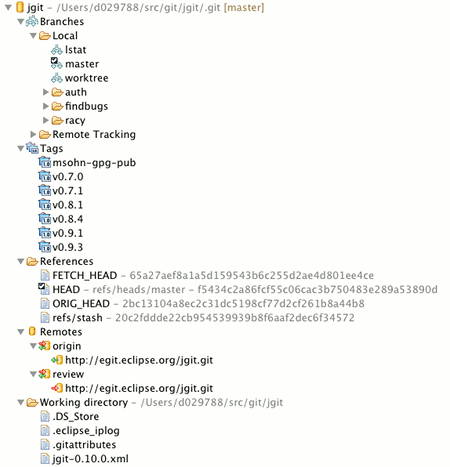 jgit – /Users/d029788/src/git/jgit/.git [master]
Branches
Local
lstat
master
worktree
auth
findbugs
racy
Remote Tracking
Tags
msohn-gpg-pub
v0.7.0
v0.7.1
v0.8.1
v0.8.4
v0.9.1
v0.9.3
References
FETCH_HEAD – 65a27aef8a1a5d159543b6c255d2ae4d801ee4ce
HEAD – refs/heads/master – f5434c2a86fcf55c06cac3b750483e289a53890d
ORIG_HEAD – 2bc13104a8ec2c31dc5198cf77d2cf261b8a44b8
refs/stash – 20c2fddde22cb954539939b8f6aaf2dec6f34572
Remotes
origin
http://egit.eclipse.org/jgit.git
review
http://egit.eclipse.org/jgit.git
Working directory – /Users/d029788/src/git/jgit
.DS_Store
.eclipse_iplog
.gitattributes
jgit-0.10.0.xml